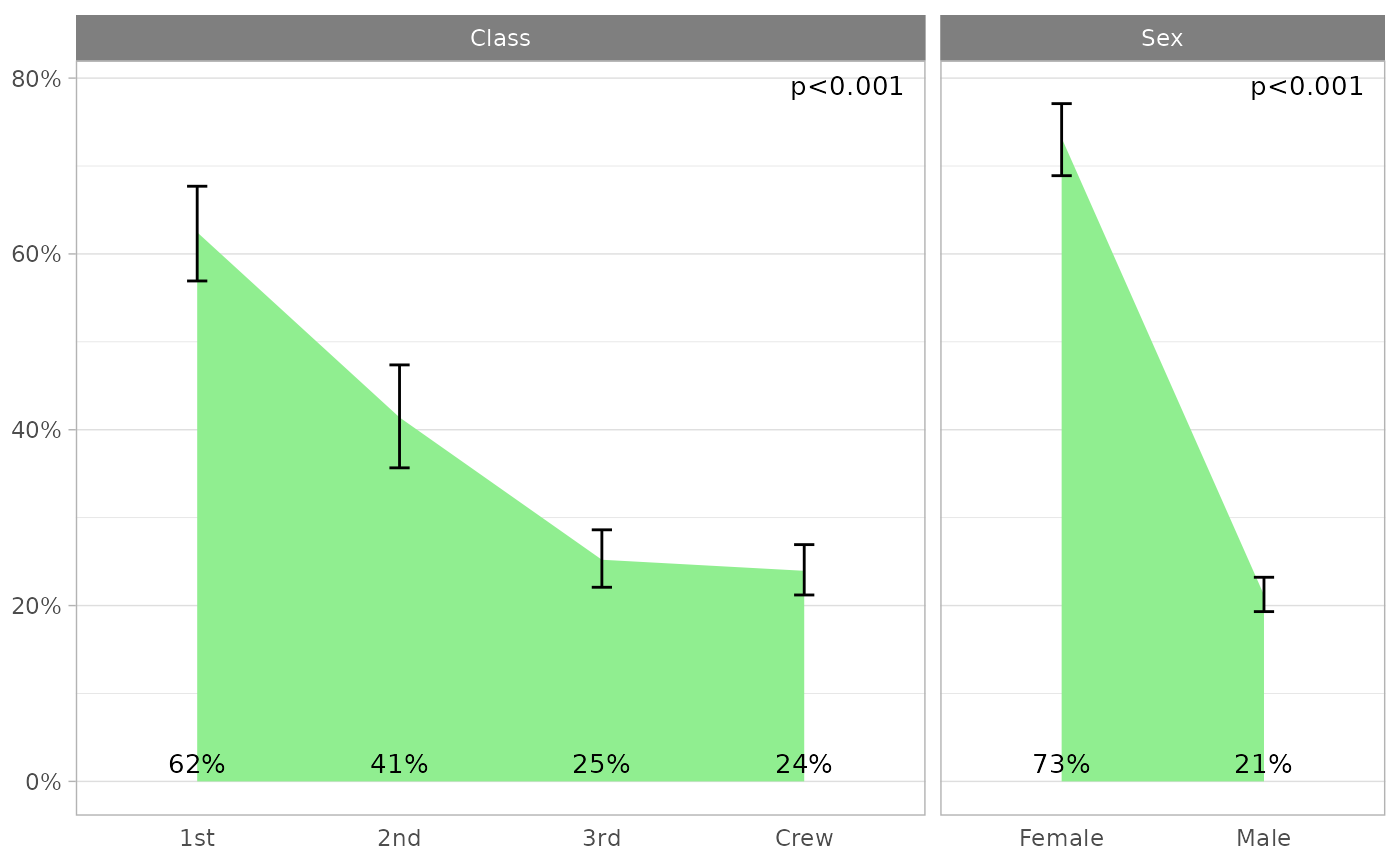 Class
Sex
80%
p<0.001
p<0.001
60%
40%
20%
0%
62%
41%
25%
24%
73%
21%
1st
2nd
3rd
Crew
Female
Male